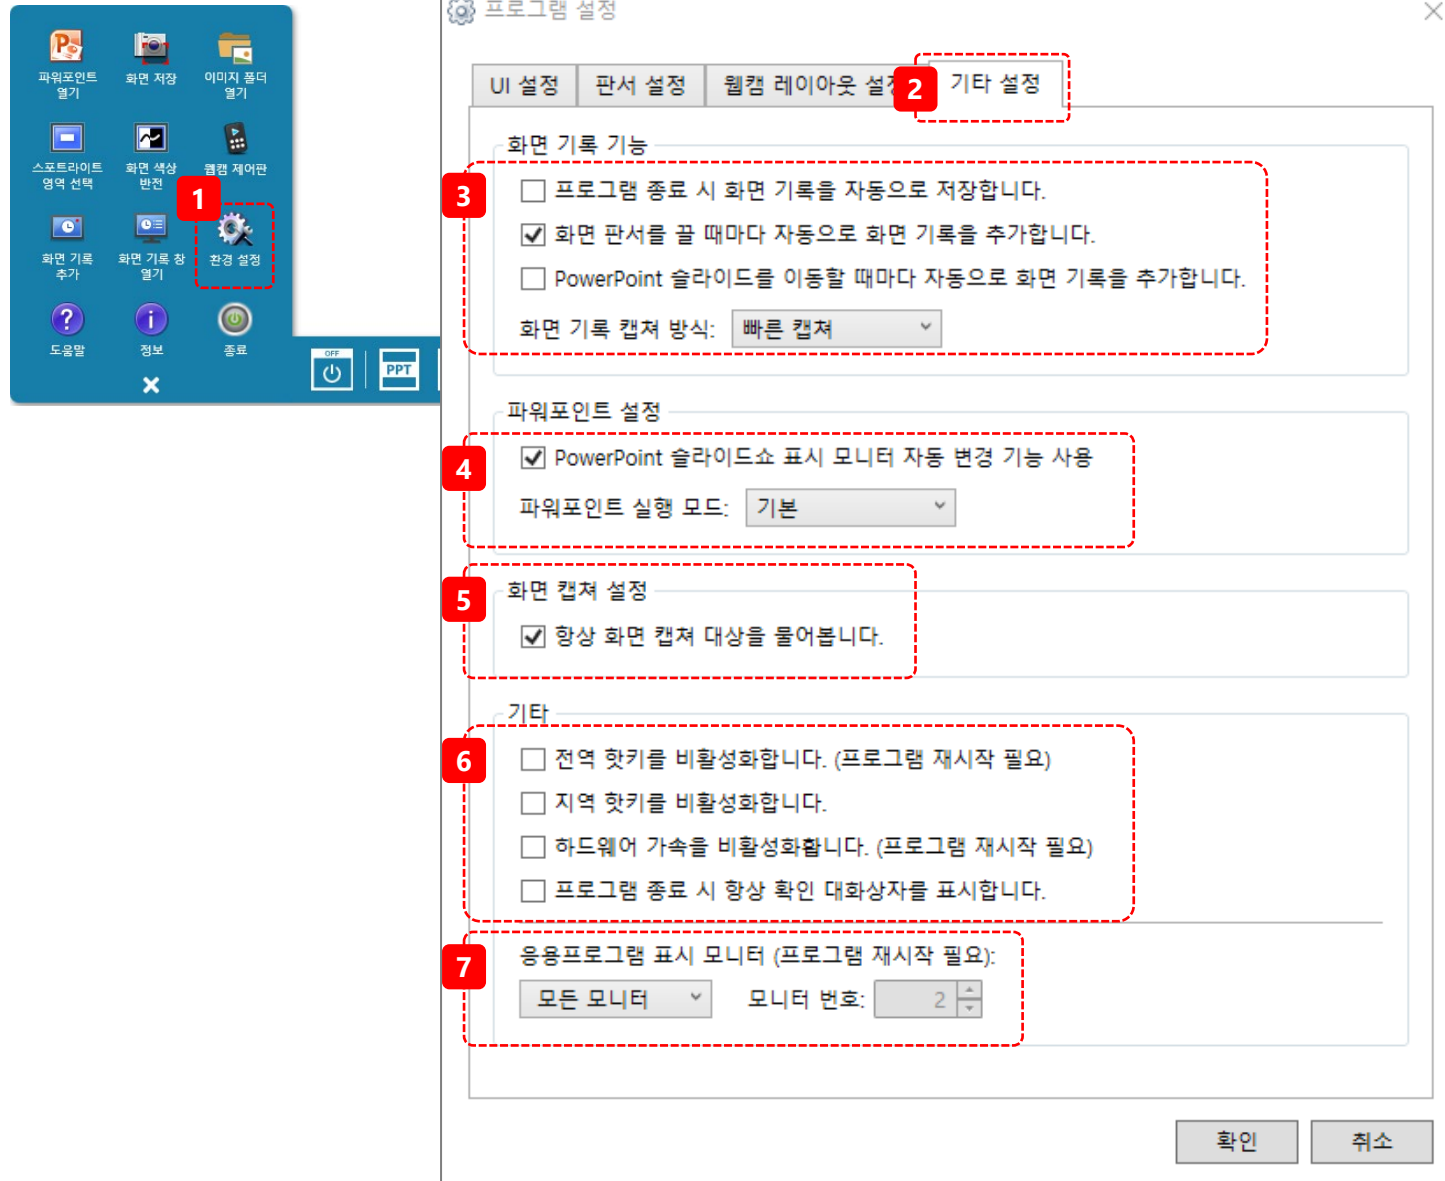 파워포인트
열기
화면 저장
이미지 폴더
열기
스포트라이트
영역 선택
화면 색상
반전
웹캠 제어판
1
화면 기록
추가
화면 기록 창
열기
환경 설정
도움말
정보
종료
OFF
PPT
프로그램 설정
UI 설정
판서 설정
웹캠 레이아웃 설정
2
기타 설정
화면 기록 기능
3
프로그램 종료 시 화면 기록을 자동으로 저장합니다.
화면 판서를 끌 때마다 자동으로 화면 기록을 추가합니다.
PowerPoint 슬라이드를 이동할 때마다 자동으로 화면 기록을 추가합니다.
화면 기록 캡쳐 방식: 빠른 캡쳐
파워포인트 설정
4
PowerPoint 슬라이드쇼 표시 모니터 자동 변경 기능 사용
파워포인트 실행 모드: 기본
화면 캡쳐 설정
5
항상 화면 캡쳐 대상을 물어봅니다.
기타
6
전역 핫키를 비활성화합니다. (프로그램 재시작 필요)
지역 핫키를 비활성화합니다.
하드웨어 가속을 비활성화합니다. (프로그램 재시작 필요)
프로그램 종료 시 항상 확인 대화상자를 표시합니다.
7
응용프로그램 표시 모니터 (프로그램 재시작 필요):
모든 모니터 모니터 번호: 2
확인 취소